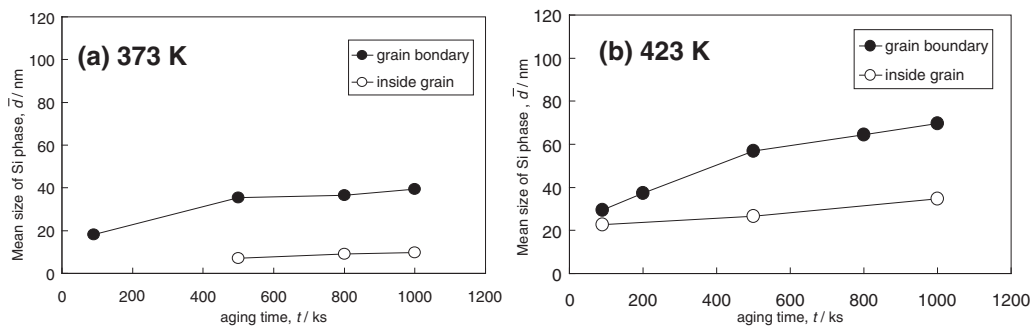 (a) 373 K
grain bondary
inside grain
Mean size of Si phase, d̅ / nm
120
100
80
60
40
20
0
0 200 400 600 800 1000 1200
aging time, t / ks
(b) 423 K
grain boundary
inside grain
Mean size of Si phase , d̅ / nm
120
100
80
60
40
20
0
0 200 400 600 800 1000 1200
aging time, t / ks